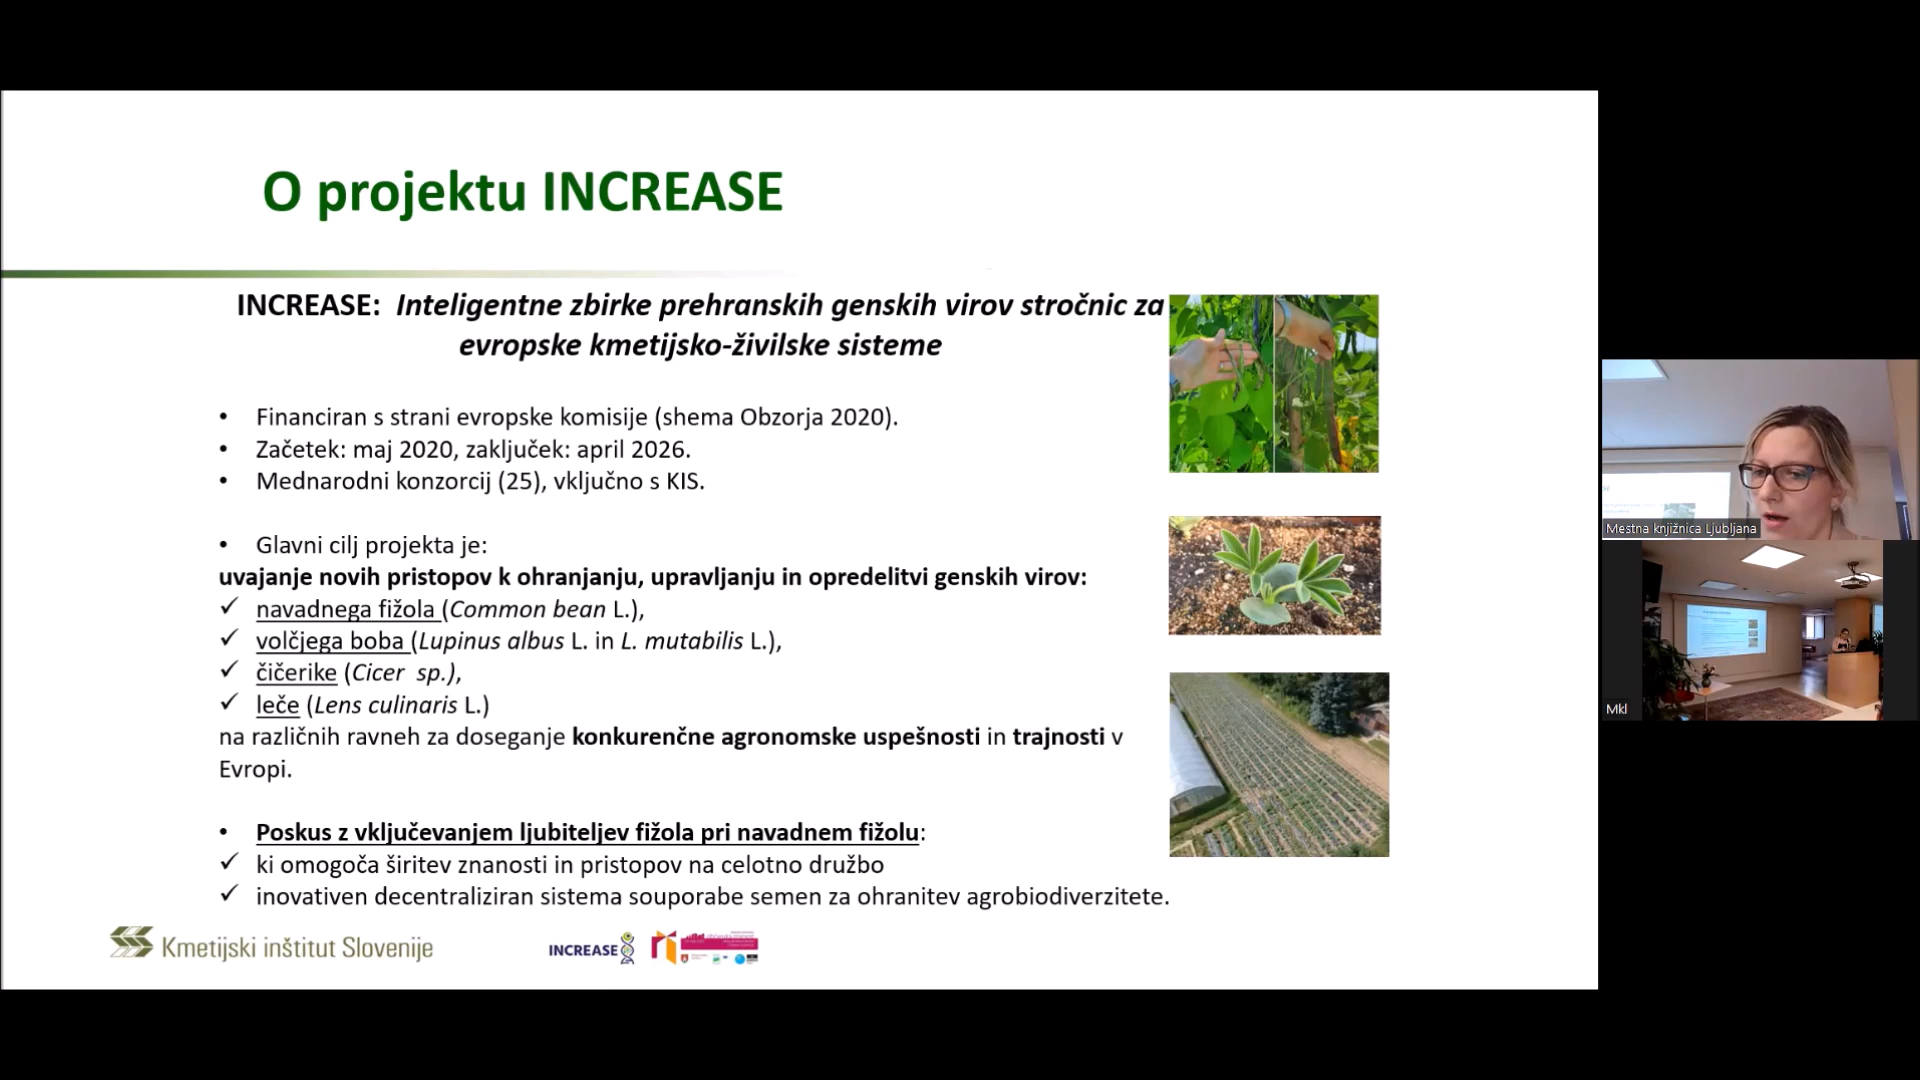 O projektu INCREASE
INCREASE: Inteligentne zbirke prehranskih genskih virov stročnic za
evropske kmetijsko-živilske sisteme
• Financiran s strani evropske komisije (shema Obzorja 2020).
• Začetek: maj 2020, zaključek: april 2026.
• Mednarodni konzorcij (25), vključno s KIS.
• Glavni cilj projekta je:
uvajanje novih pristopov k ohranjanju, upravljanju in opredelitvi genskih virov:
✓ navadnega fižola (Common bean L.),
✓ volčjega boba (Lupinus albus L. in L. mutabilis L.),
✓ čičerike (Cicer sp.),
✓ leče (Lens culinaris L.)
na različnih ravneh za doseganje konkurenčne agronomske uspešnosti in trajnosti v
Evropi.
• Poskus z vključevanjem ljubiteljev fižola pri navadnem fižolu:
✓ ki omogoča širitev znanosti in pristopov na celotno družbo
✓ inovativen decentraliziran sistema souporabe semen za ohranitev agrobiodiverzitete.
Kmetijski inštitut Slovenije
INCREASE
Mestna knjižnica Ljubljana
Mkl